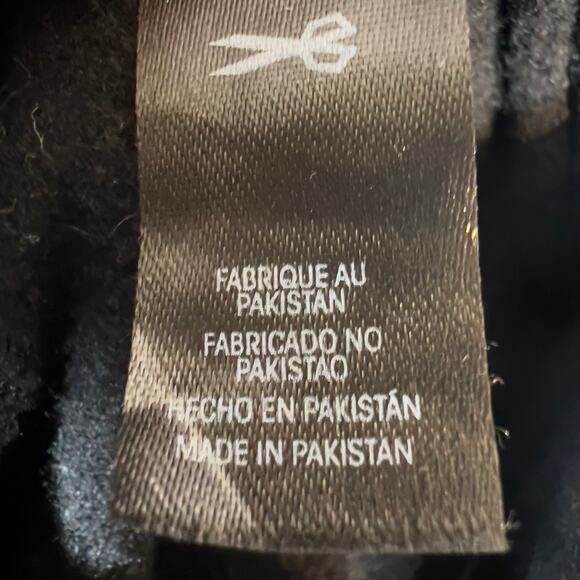 FABRIQUE AU
PAKISTAN
FABRICADO NO
PAKISTAO
HECHO EN PAKISTÁN
MADE IN PAKISTAN